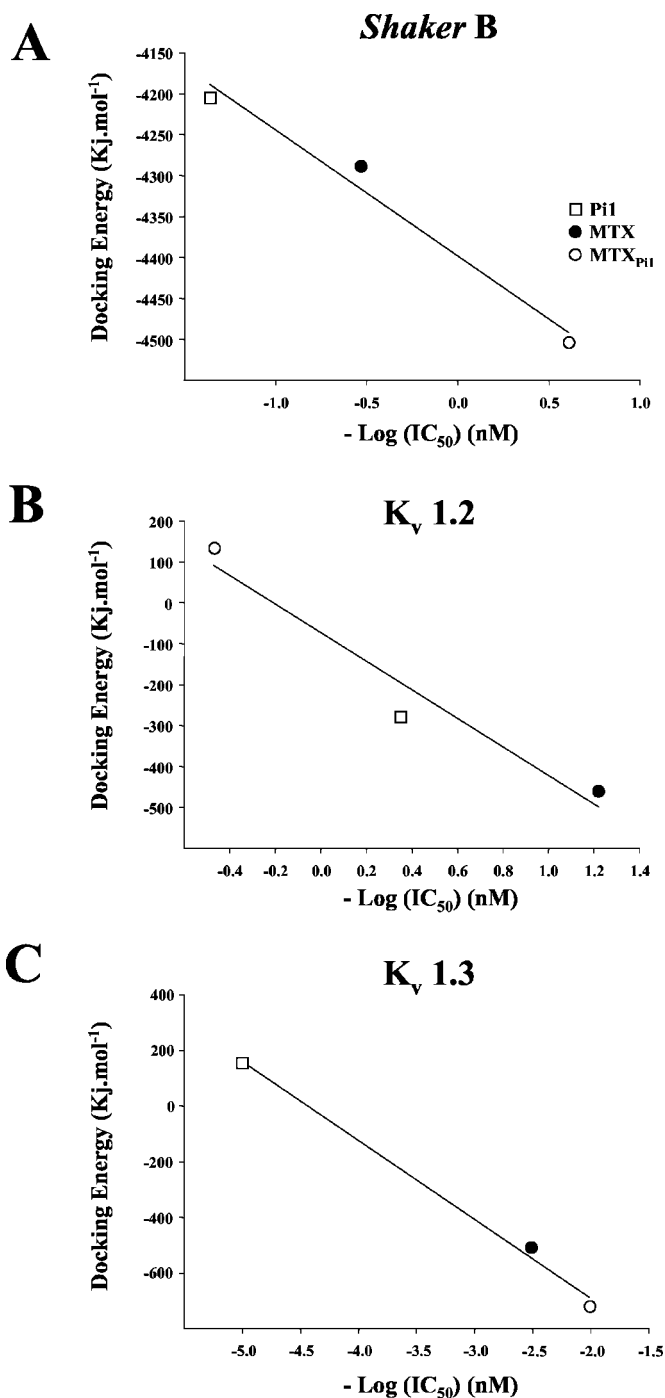 A
Shaker B
Docking Energy (Kj.mol⁻¹)
-4150
-4200
-4250
-4300
-4350
-4400
-4450
-4500
Pi1
MTX
MTX_Pi1
-1.0 -0.5 0.0 0.5 1.0
- Log (IC₅₀) (nM)
B
Kᵥ 1.2
Docking Energy (Kj.mol⁻¹)
200
100
0
-100
-200
-300
-400
-500
-0.4 -0.2 0.0 0.2 0.4 0.6 0.8 1.0 1.2 1.4
- Log (IC₅₀) (nM)
C
Kᵥ 1.3
Docking Energy (Kj.mol⁻¹)
400
200
0
-200
-400
-600
-5.0 -4.5 -4.0 -3.5 -3.0 -2.5 -2.0 -1.5
- Log (IC₅₀) (nM)